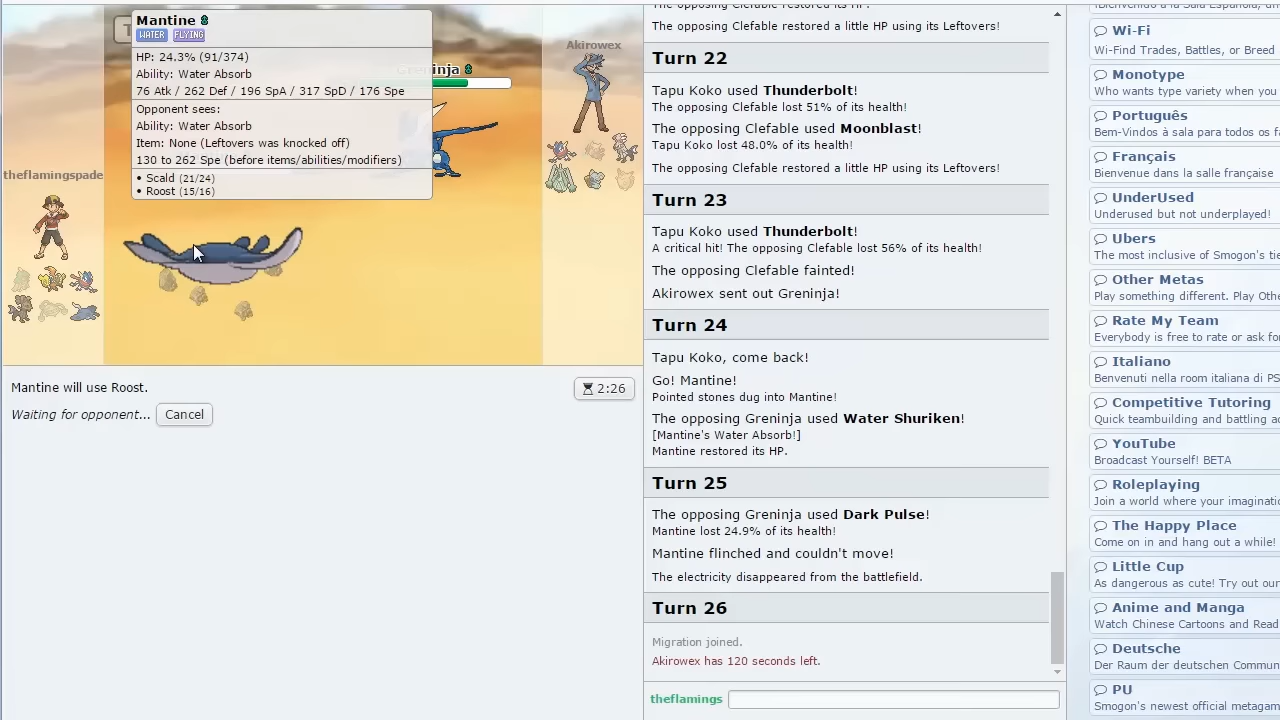 Mantine
WATER FLYING
HP: 24.3% (91/374)
Ability: Water Absorb
76 Atk / 262 Def / 196 SpA / 317 SpD / 176 Spe
Opponent sees:
Ability: Water Absorb
Item: None (Leftovers was knocked off)
130 to 262 Spe (before items/abilities/modifiers)
• Scald (21/24)
• Roost (15/16)
theflamingspade
Akirowex
Mantine will use Roost.
2:26
Waiting for opponent... Cancel
The opposing Clefable restored a little HP using its Leftovers!
Turn 22
Tapu Koko used Thunderbolt!
The opposing Clefable lost 51% of its health!
The opposing Clefable used Moonblast!
Tapu Koko lost 48.0% of its health!
The opposing Clefable restored a little HP using its Leftovers!
Turn 23
Tapu Koko used Thunderbolt!
A critical hit! The opposing Clefable lost 56% of its health!
The opposing Clefable fainted!
Akirowex sent out Greninja!
Turn 24
Tapu Koko, come back!
Go! Mantine!
Pointed stones dug into Mantine!
The opposing Greninja used Water Shuriken!
[Mantine's Water Absorb!]
Mantine restored its HP.
Turn 25
The opposing Greninja used Dark Pulse!
Mantine lost 24.9% of its health!
Mantine flinched and couldn't move!
The electricity disappeared from the battlefield.
Turn 26
Migration joined.
Akirowex has 120 seconds left.
theflamings
Wi-Fi
Wi-Find Trades, Battles, or Breed
Monotype
Who wants type variety when you
Português
Bem-Vindos à sala para todos os f
Français
Bienvenue dans la salle française
UnderUsed
Underused but not underplayed!
Ubers
The most inclusive of Smogon's tie
Other Metas
Play something different. Play Othe
Rate My Team
Everybody is free to rate or ask for
Italiano
Benvenuti nella room italiana di PS
Competitive Tutoring
Quick teambuilding and battling ad
YouTube
Broadcast Yourself! BETA
Roleplaying
Join a world where your imaginatio
The Happy Place
Come on in and hang out a while!
Little Cup
As dangerous as cute! Try out our
Anime and Manga
Watch Chinese Cartoons and Read
Deutsche
Der Raum der deutschen Commun
PU
Smogon's newest official metagam